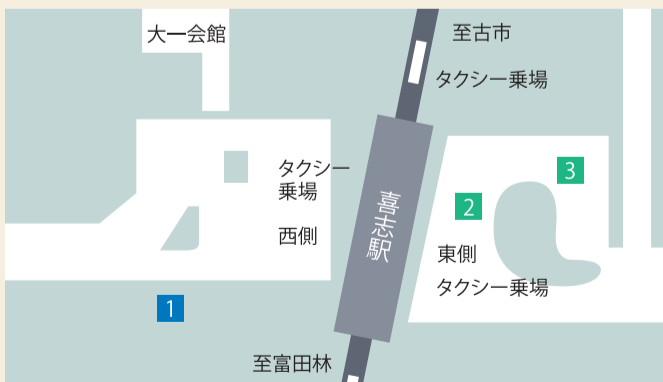 大一会館
至古市
タクシー乗場
タクシー
乗場
西側
喜志駅
東側
タクシー乗場
至富田林
1
2
3